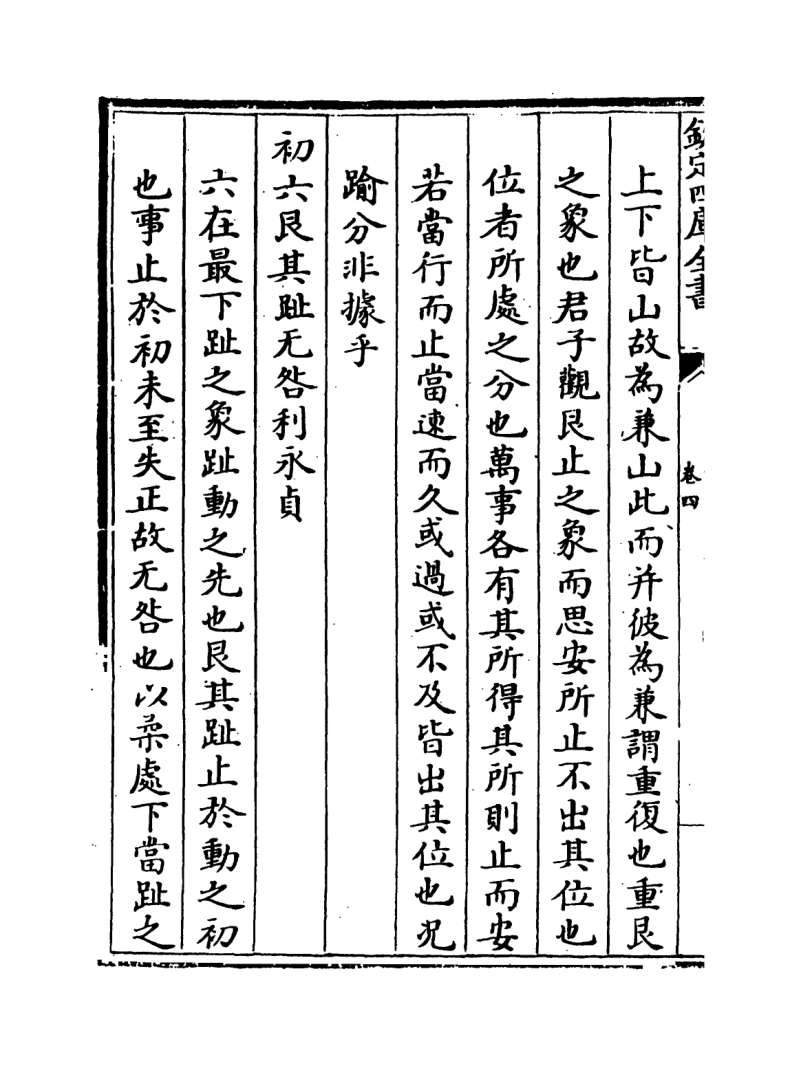 欽定四庫全書
卷四
上下皆山故為兼山此而并彼為兼謂重復也重艮
之象也君子觀艮止之象而思安所止不出其位也
位者所處之分也萬事各有其所得其所則止而安
若當行而止當速而久或過或不及皆出其位也況
踰分非據乎
初六艮其趾无咎利永貞
六在最下趾之象趾動之先也艮其趾止於動之初
也事止於初未至失正故无咎也以柔處下當趾之